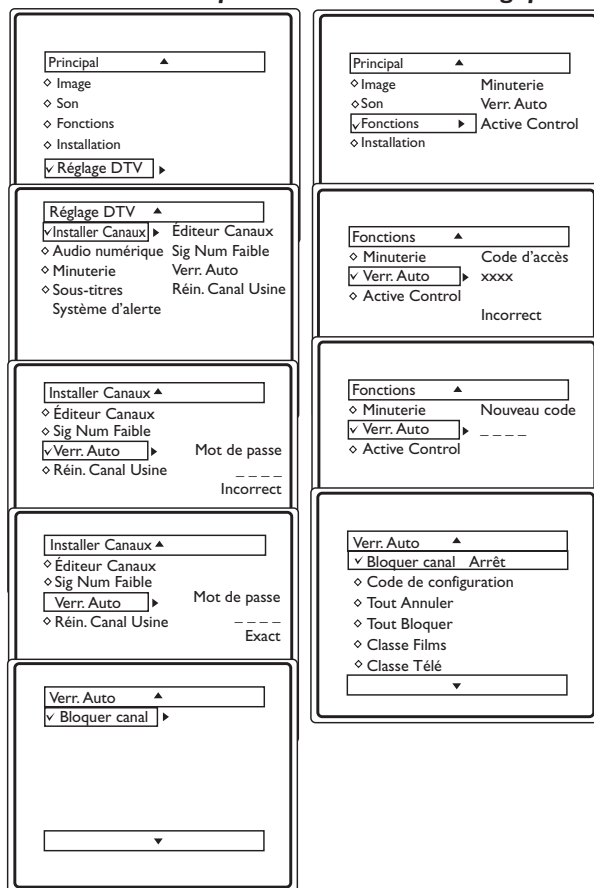 Principal ▲
◇ Image
◇ Son
◇ Fonctions
◇ Installation
✓ Réglage DTV ▶
Réglage DTV ▲
✓Installer Canaux ▶ Éditeur Canaux
◇ Audio numérique Sig Num Faible
◇ Minuterie Verr. Auto
◇ Sous-titres Réin. Canal Usine
Système d'alerte
Installer Canaux ▲
◇ Éditeur Canaux
◇ Sig Num Faible
✓Verr. Auto ▶ Mot de passe
◇ Réin. Canal Usine _ _ _ _
Incorrect
Installer Canaux ▲
◇ Éditeur Canaux
◇ Sig Num Faible
Verr. Auto ▶ Mot de passe
◇ Réin. Canal Usine _ _ _ _
Exact
Verr. Auto ▲
✓ Bloquer canal ▶
▼
Principal ▲
◇ Image Minuterie
◇ Son Verr. Auto
✓Fonctions ▶ Active Control
◇ Installation
Fonctions ▲
◇ Minuterie Code d'accès
✓ Verr. Auto ▶ xxxx
◇ Active Control
Incorrect
Fonctions ▲
◇ Minuterie Nouveau code
✓ Verr. Auto ▶ _ _ _ _
◇ Active Control
Verr. Auto ▲
✓ Bloquer canal Arrêt
◇ Code de configuration
◇ Tout Annuler
◇ Tout Bloquer
◇ Classe Films
◇ Classe Télé
▼